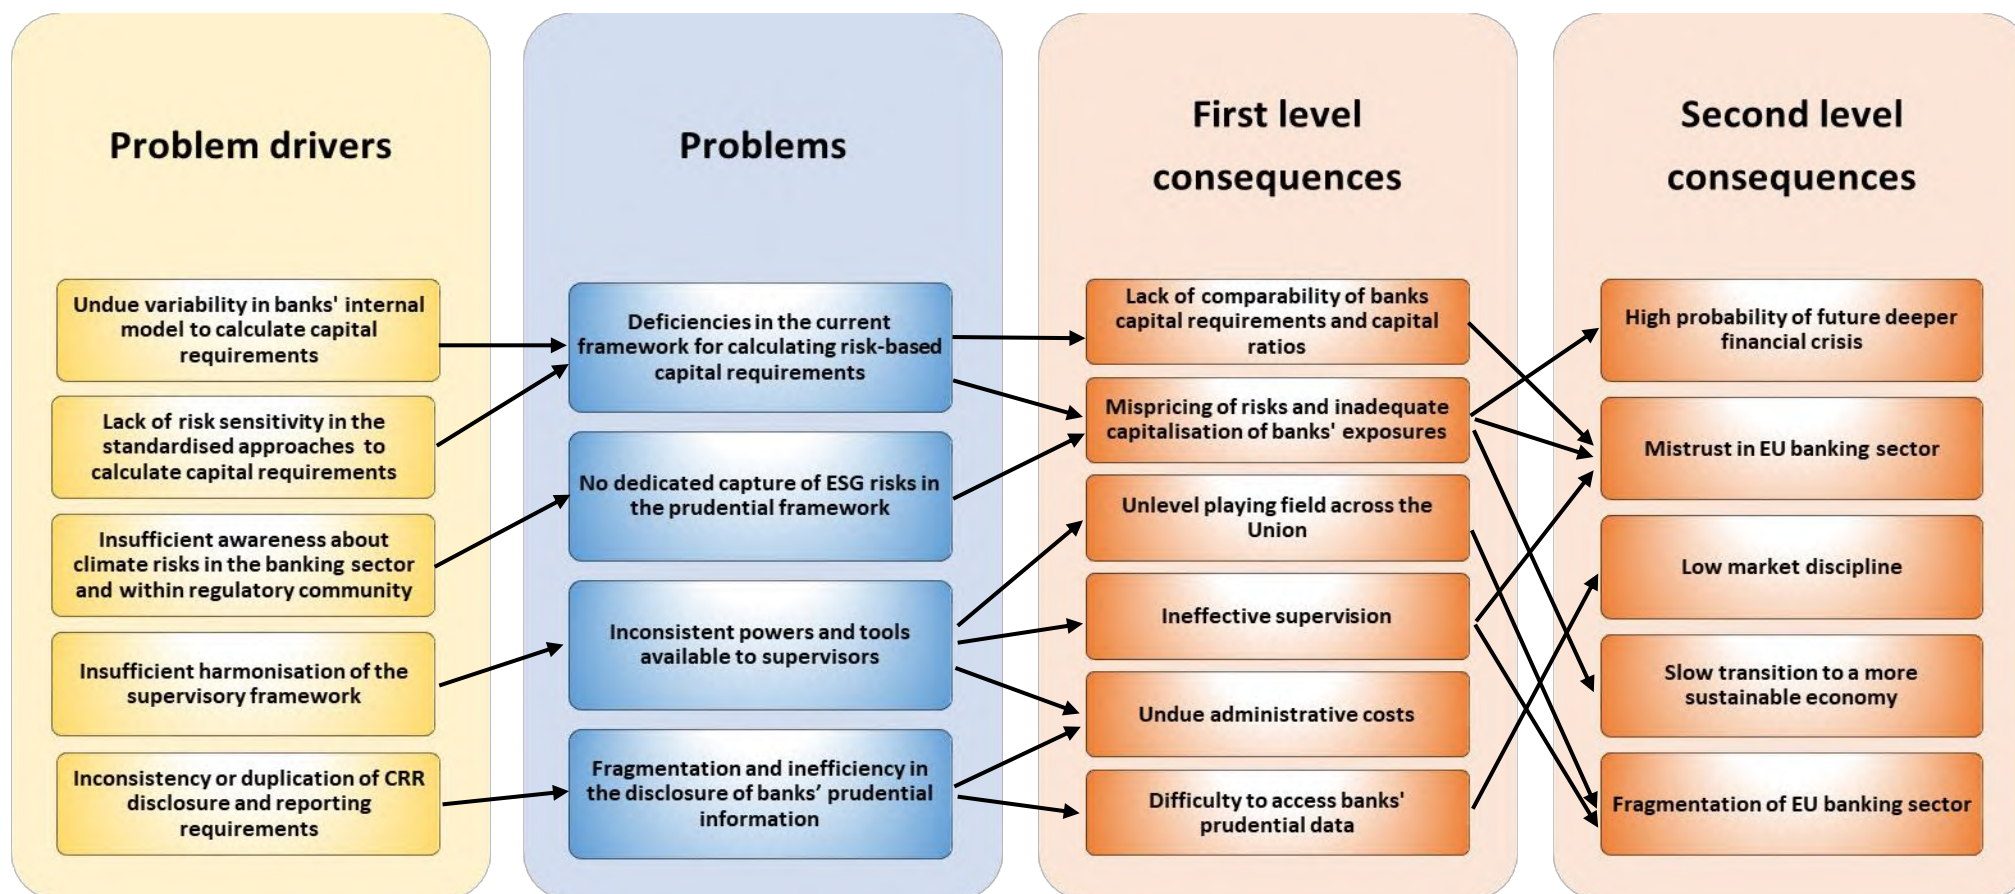 Problem drivers
Undue variability in banks' internal
model to calculate capital
requirements
Lack of risk sensitivity in the
standardised approaches to
calculate capital requirements
Insufficient awareness about
climate risks in the banking sector
and within regulatory community
Insufficient harmonisation of the
supervisory framework
Inconsistency or duplication of CRR
disclosure and reporting
requirements
Problems
Deficiencies in the current
framework for calculating risk-based
capital requirements
No dedicated capture of ESG risks in
the prudential framework
Inconsistent powers and tools
available to supervisors
Fragmentation and inefficiency in
the disclosure of banks’ prudential
information
First level
consequences
Lack of comparability of banks
capital requirements and capital
ratios
Mispricing of risks and inadequate
capitalisation of banks' exposures
Unlevel playing field across the
Union
Ineffective supervision
Undue administrative costs
Difficulty to access banks'
prudential data
Second level
consequences
High probability of future deeper
financial crisis
Mistrust in EU banking sector
Low market discipline
Slow transition to a more
sustainable economy
Fragmentation of EU banking sector